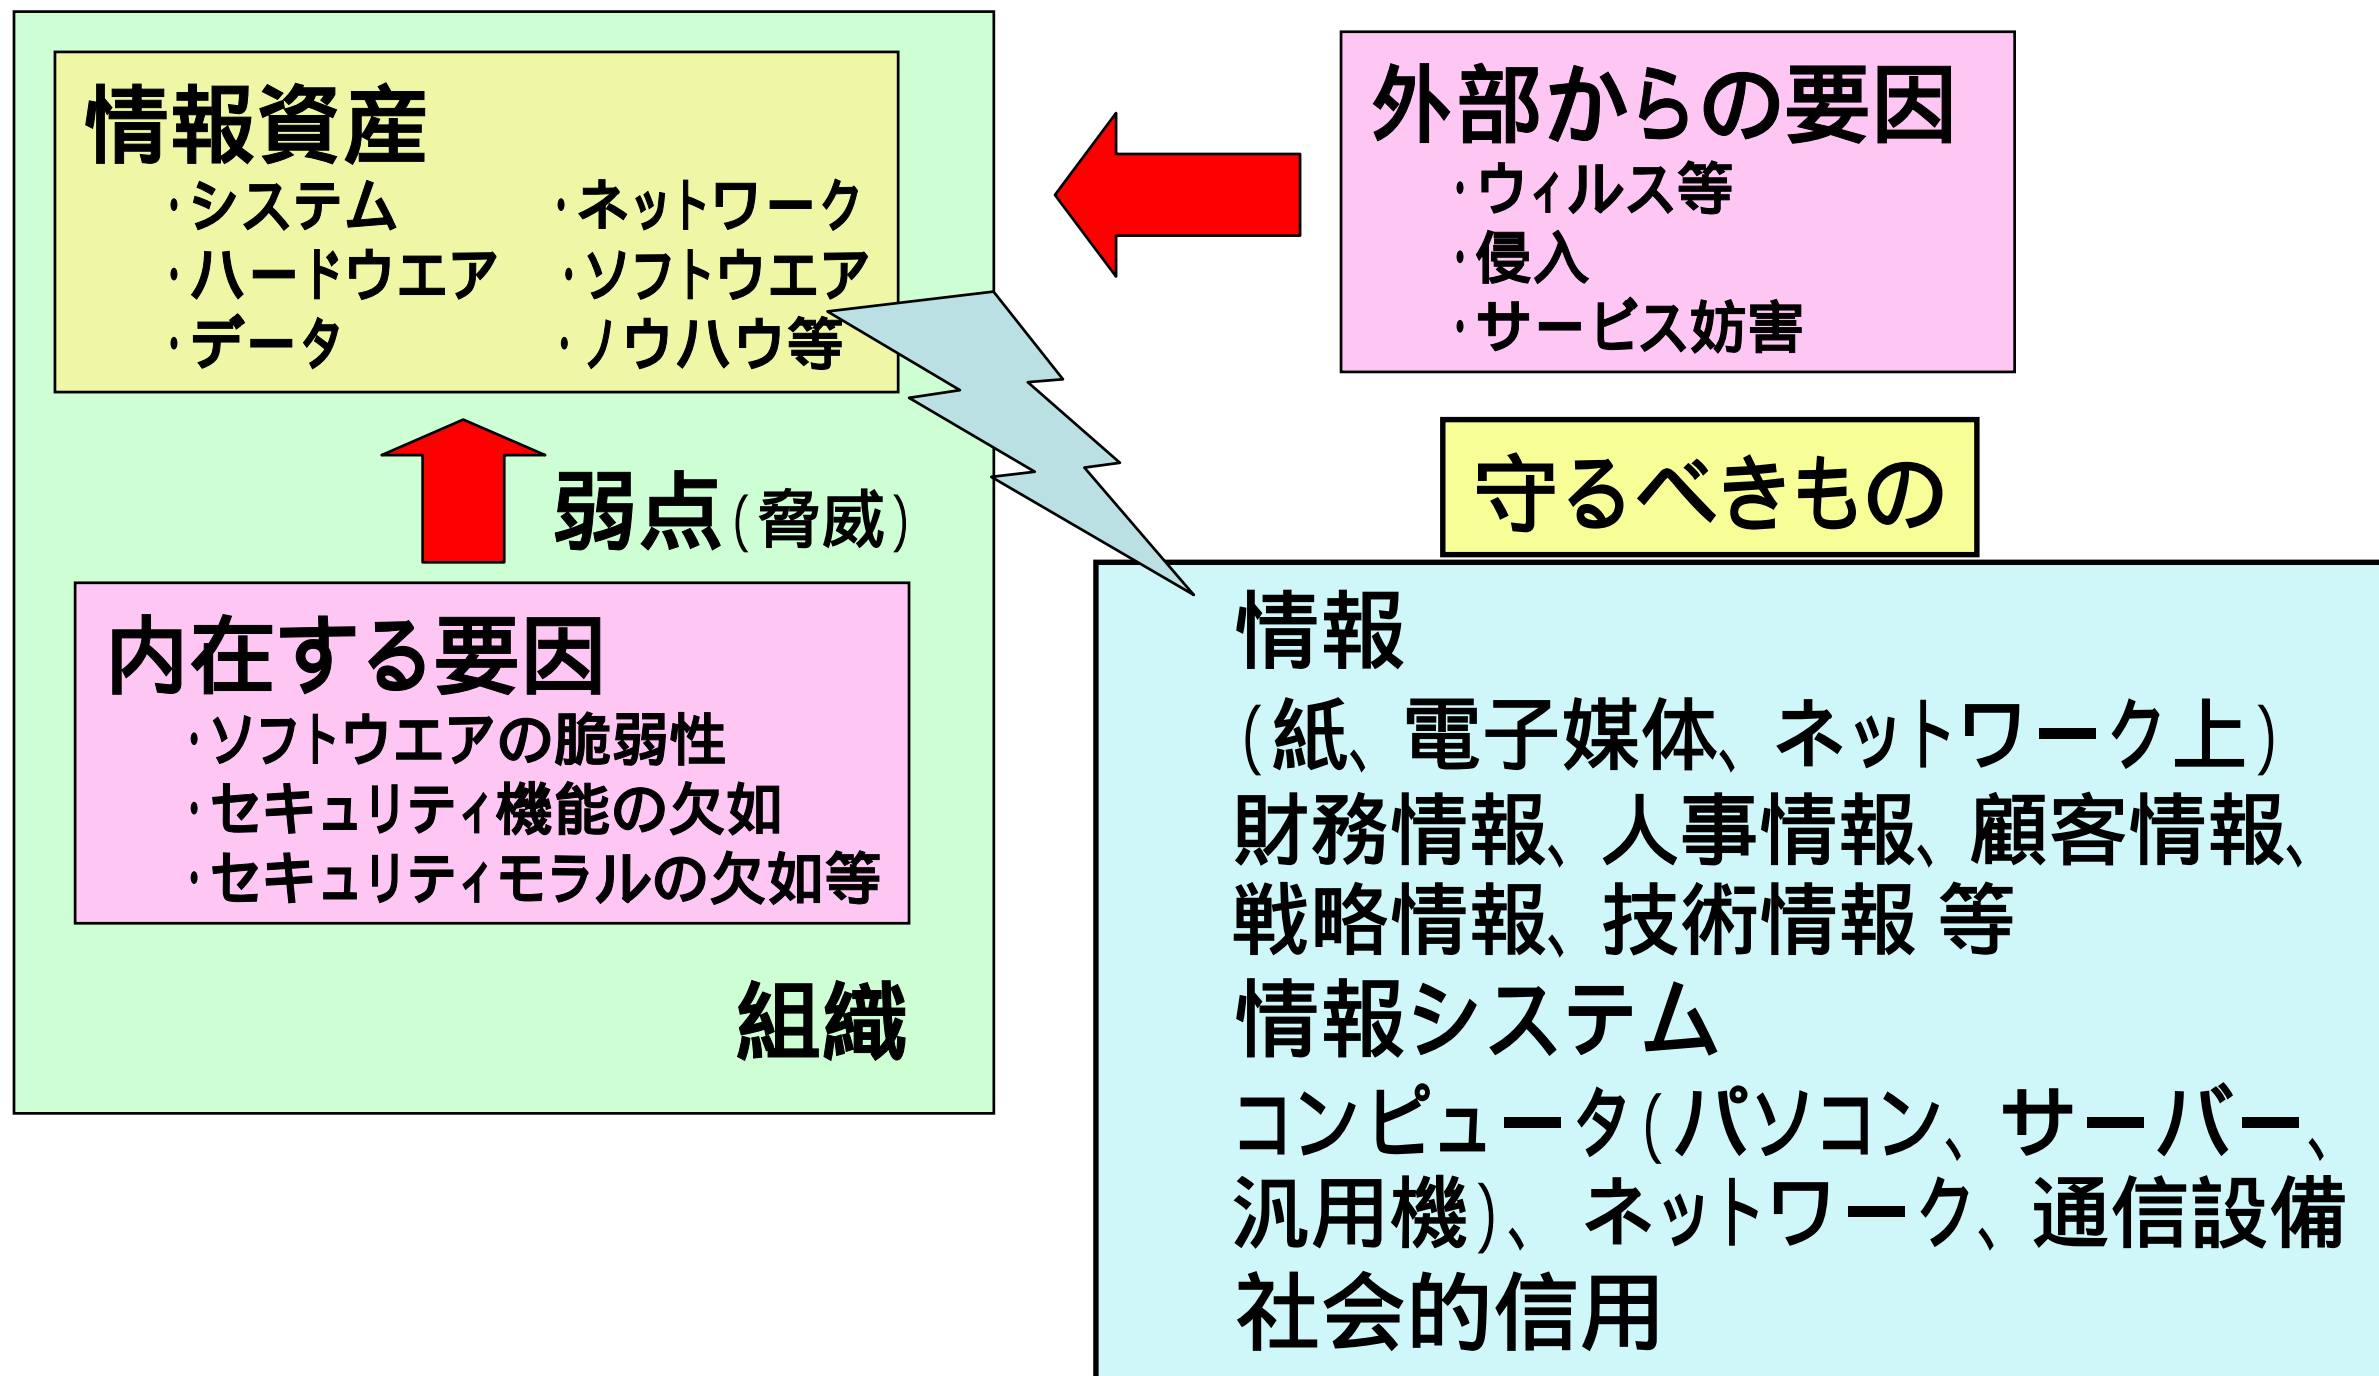 情報資産
・システム ・ネットワーク
・ハードウエア ・ソフトウエア
・データ ・ノウハウ等
弱点(脅威)
内在する要因
・ソフトウエアの脆弱性
・セキュリティ機能の欠如
・セキュリティモラルの欠如等
組織
外部からの要因
・ウィルス等
・侵入
・サービス妨害
守るべきもの
情報
(紙、電子媒体、ネットワーク上)
財務情報、人事情報、顧客情報、
戦略情報、技術情報 等
情報システム
コンピュータ(パソコン、サーバー、
汎用機)、ネットワーク、通信設備
社会的信用